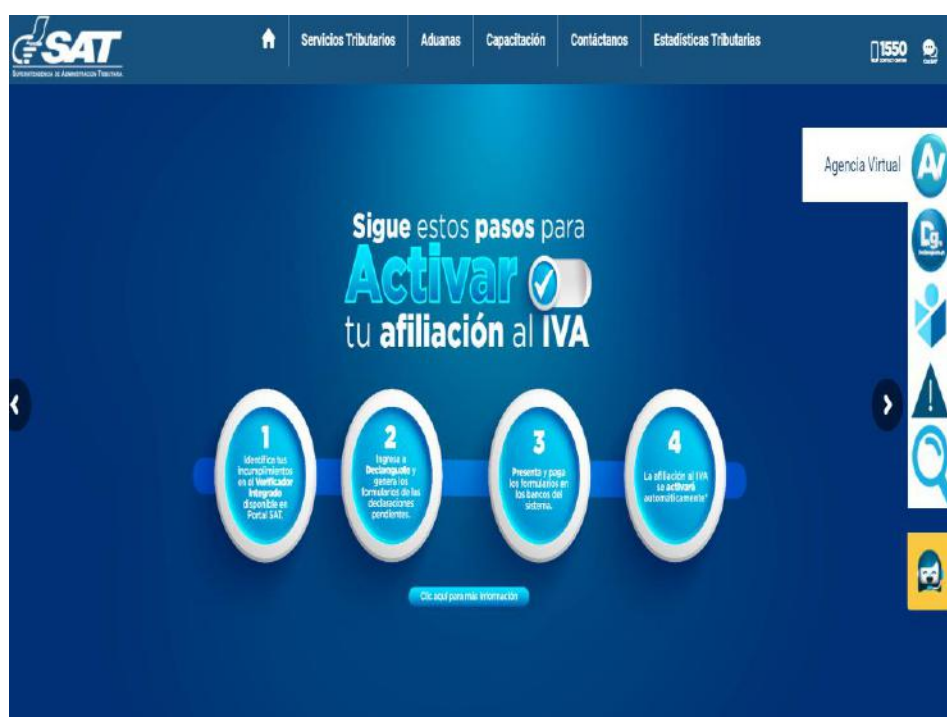 SAT
SUPERINTENDENCIA DE ADMINISTRACIÓN TRIBUTARIA
Servicios Tributarios
Aduanas
Capacitación
Contáctanos
Estadísticas Tributarias
1550
CONTACT CENTER
Agencia Virtual
Sigue estos pasos para
Activar
tu afiliación al IVA
1
Identifica tus
incumplimientos
en el Verificador
Integrado
disponible en
Portal SAT.
2
Ingresa a
Declaraguate y
genera los
formularios de las
declaraciones
pendientes.
3
Presenta y paga
los formularios en
los bancos del
sistema.
4
La afiliación al IVA
se activará
automáticamente*
Clic aquí para más información
Dg.